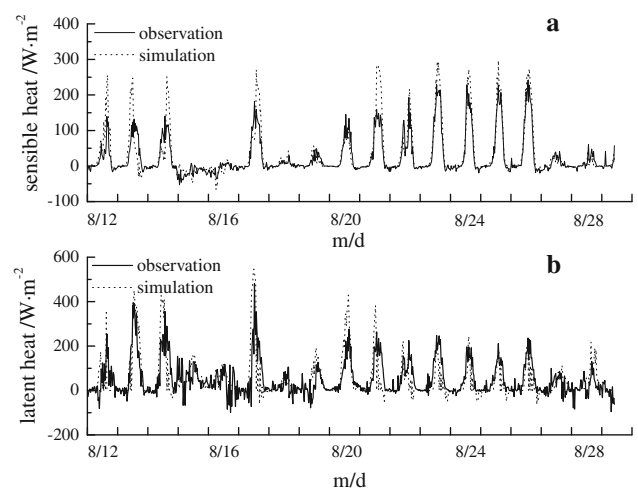 a
observation
simulation
sensible heat /W·m-2
400
300
200
100
0
-100
8/12 8/16 8/20 8/24 8/28
m/d
b
observation
simulation
latent heat /W·m-2
600
400
200
0
-200
8/12 8/16 8/20 8/24 8/28
m/d